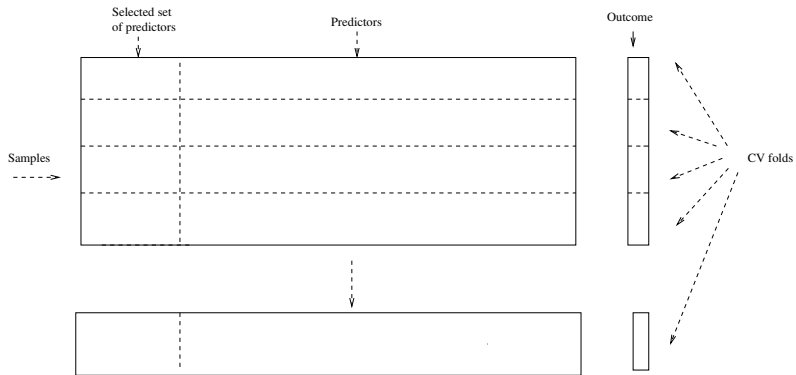 Selected set
of predictors
Predictors
Outcome
Samples
CV folds